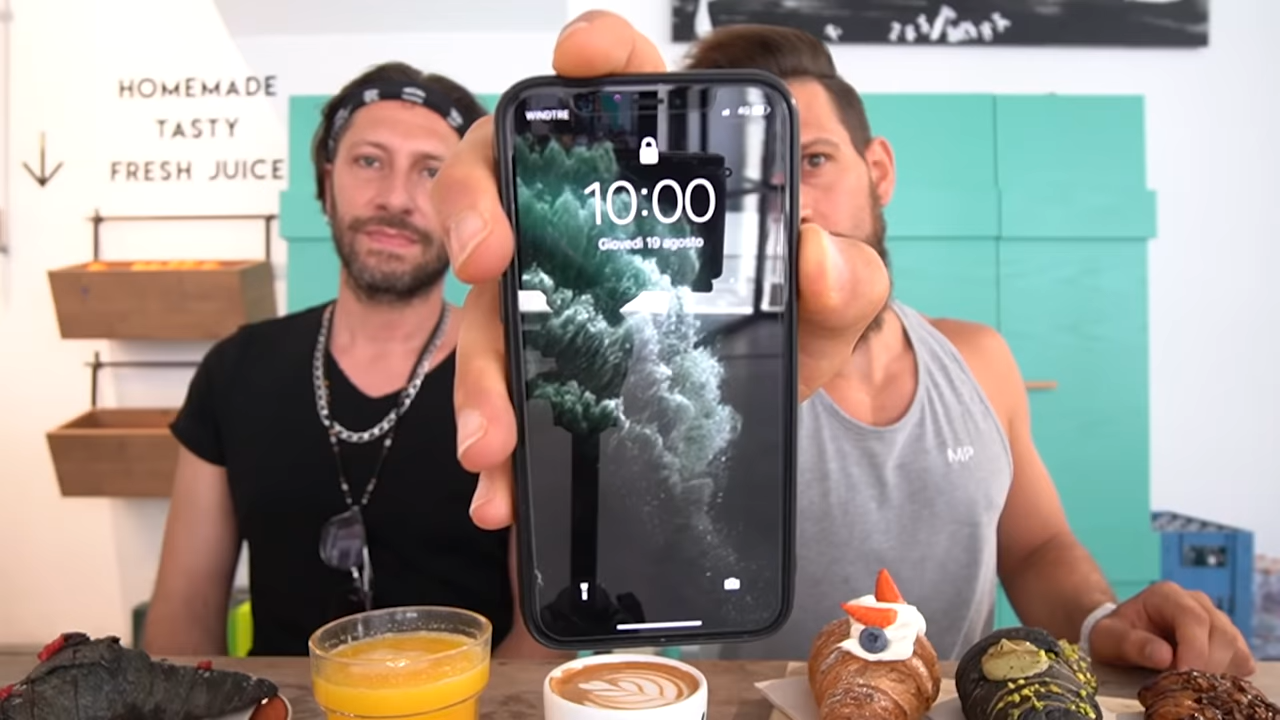 HOMEMADE
TASTY
FRESH JUICE
WINDTRE
4G
10:00
Giovedì 19 agosto
MP